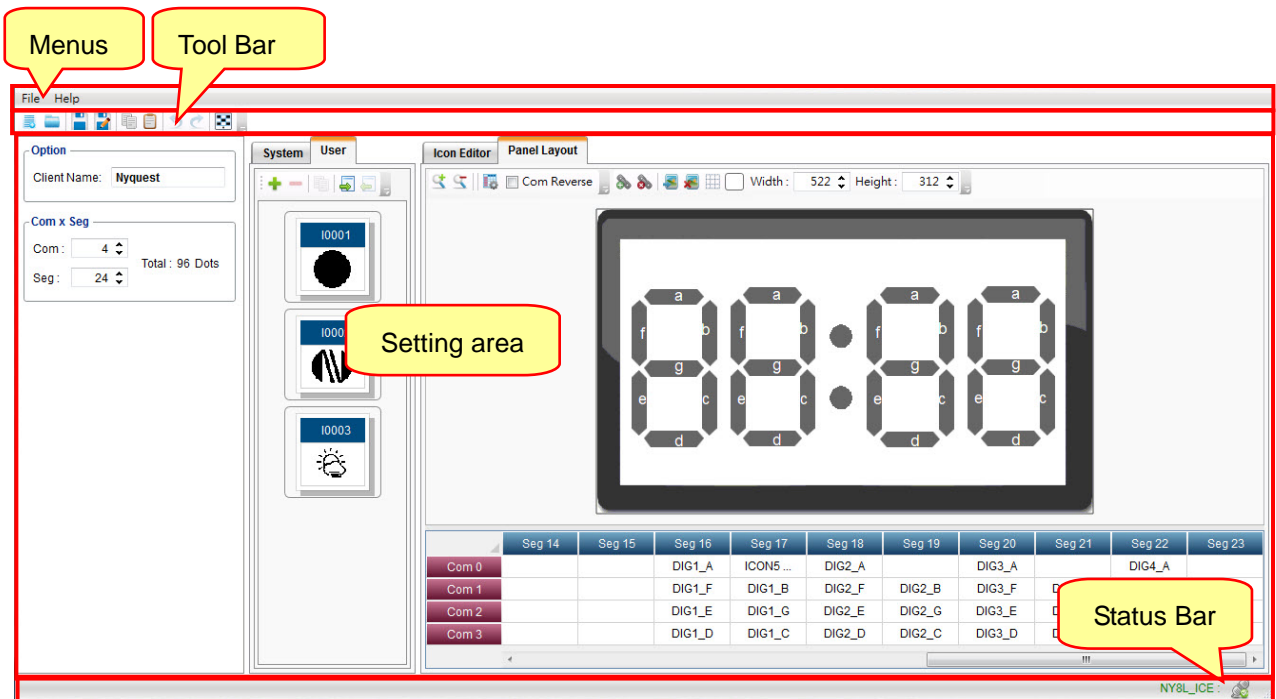 Menus
Tool Bar
File Help
Option
Client Name: Nyquest
Com x Seg
Com : 4
Total : 96 Dots
Seg : 24
System User
I0001
I000
I0003
Setting area
Icon Editor Panel Layout
Com Reverse Width : 522 Height : 312
a a a a
f b f b f b f b
g g g g
e c e c e c e c
d d d d
Seg 14 Seg 15 Seg 16 Seg 17 Seg 18 Seg 19 Seg 20 Seg 21 Seg 22 Seg 23
Com 0 DIG1_A ICON5 ... DIG2_A DIG3_A DIG4_A
Com 1 DIG1_F DIG1_B DIG2_F DIG2_B DIG3_F
Com 2 DIG1_E DIG1_G DIG2_E DIG2_G DIG3_E
Com 3 DIG1_D DIG1_C DIG2_D DIG2_C DIG3_D
Status Bar
NY8L_ICE :